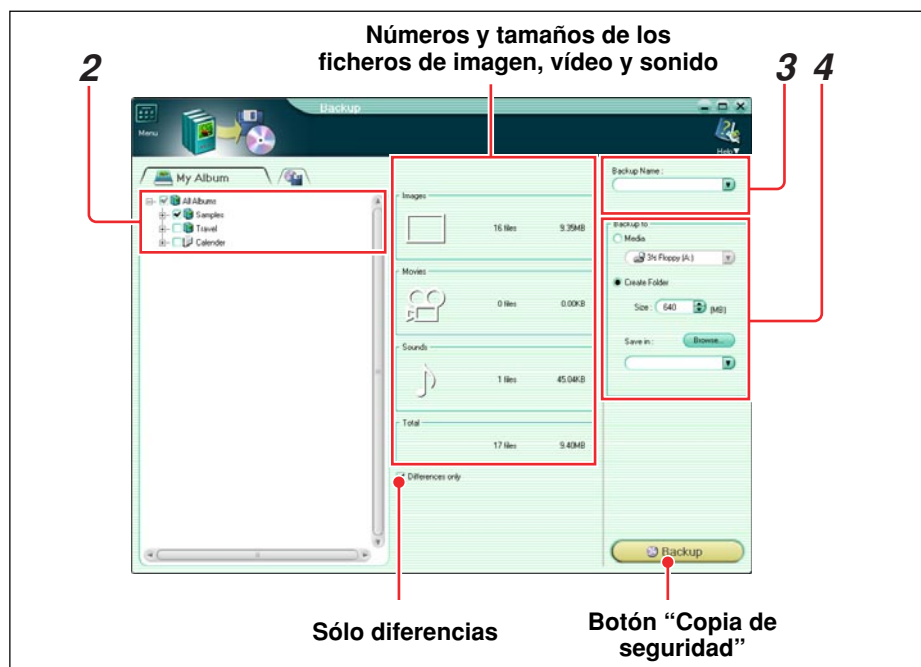 Números y tamaños de los
ficheros de imagen, vídeo y sonido
2
3 4
Backup
Menu
Help
My Album
All Albums
Samples
Travel
Calender
Images
16 files 9.35MB
Movies
0 files 0.00KB
Sounds
1 files 45.04KB
Total
17 files 9.40MB
Differences only
Backup Name :
Backup to
Media
3½ Floppy (A:)
Create Folder
Size : 640 [MB]
Save in : Browse...
Backup
Sólo diferencias
Botón “Copia de
seguridad”